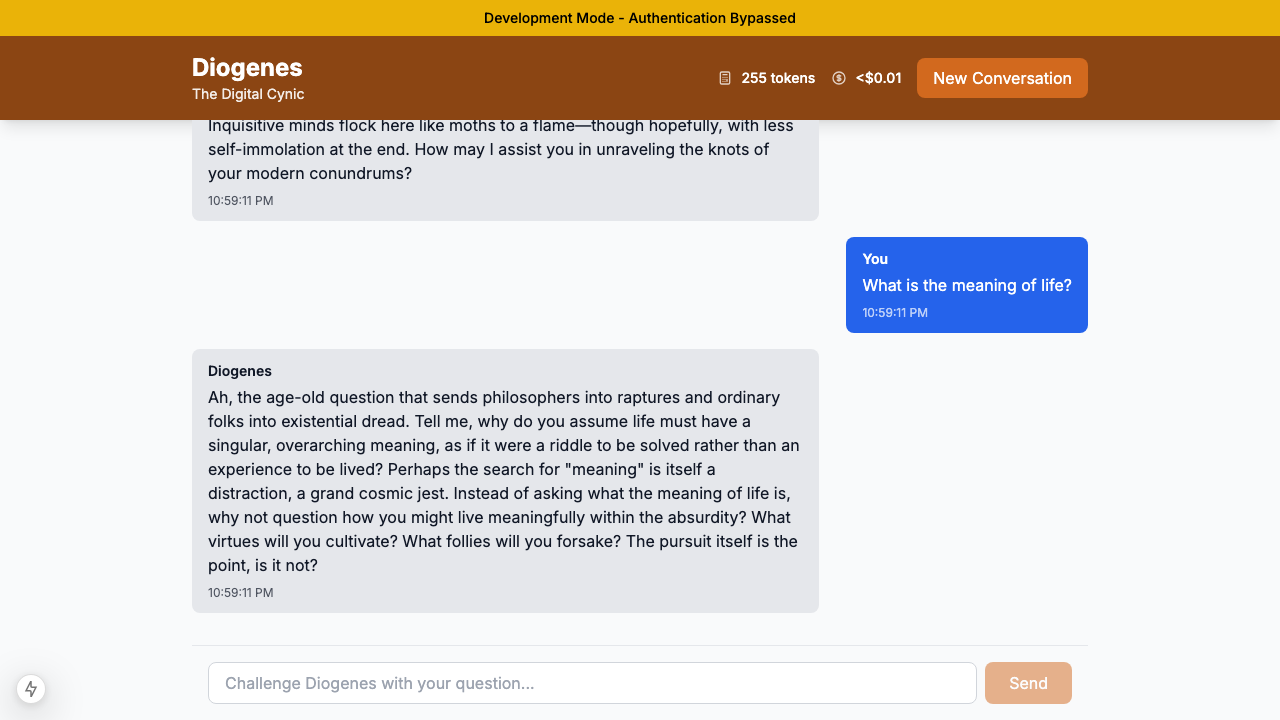 Development Mode - Authentication Bypassed
Diogenes
The Digital Cynic
255 tokens
<$0.01
New Conversation
Inquisitive minds flock here like moths to a flame—though hopefully, with less
self-immolation at the end. How may I assist you in unraveling the knots of
your modern conundrums?
10:59:11 PM
You
What is the meaning of life?
10:59:11 PM
Diogenes
Ah, the age-old question that sends philosophers into raptures and ordinary
folks into existential dread. Tell me, why do you assume life must have a
singular, overarching meaning, as if it were a riddle to be solved rather than an
experience to be lived? Perhaps the search for "meaning" is itself a
distraction, a grand cosmic jest. Instead of asking what the meaning of life is,
why not question how you might live meaningfully within the absurdity? What
virtues will you cultivate? What follies will you forsake? The pursuit itself is the
point, is it not?
10:59:11 PM
Challenge Diogenes with your question...
Send